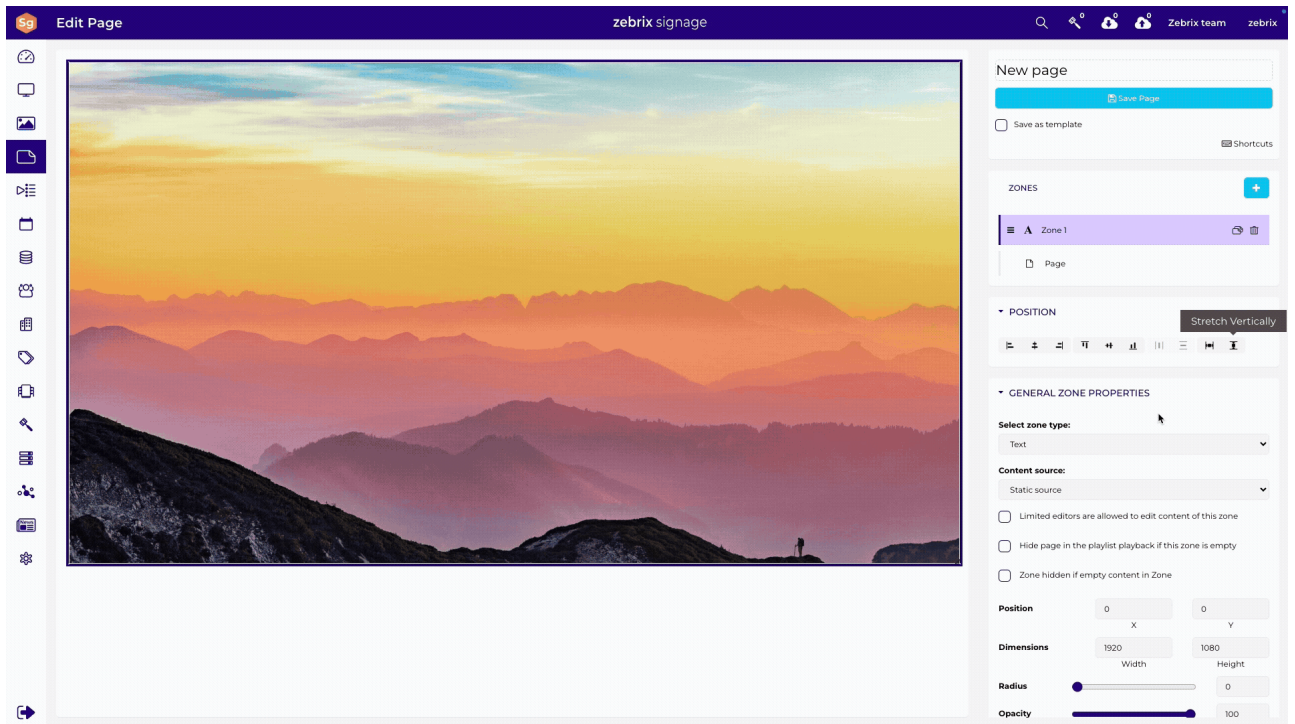 Sg Edit Page zebrix signage 0 0 0 Zebrix team zebrix
New page
Save Page
Save as template
Shortcuts
ZONES +
A Zone 1
Page
POSITION
Stretch Vertically
GENERAL ZONE PROPERTIES
Select zone type:
Text
Content source:
Static source
Limited editors are allowed to edit content of this zone
Hide page in the playlist playback if this zone is empty
Zone hidden if empty content in Zone
Position 0 0
X Y
Dimensions 1920 1080
Width Height
Radius 0
Opacity 100